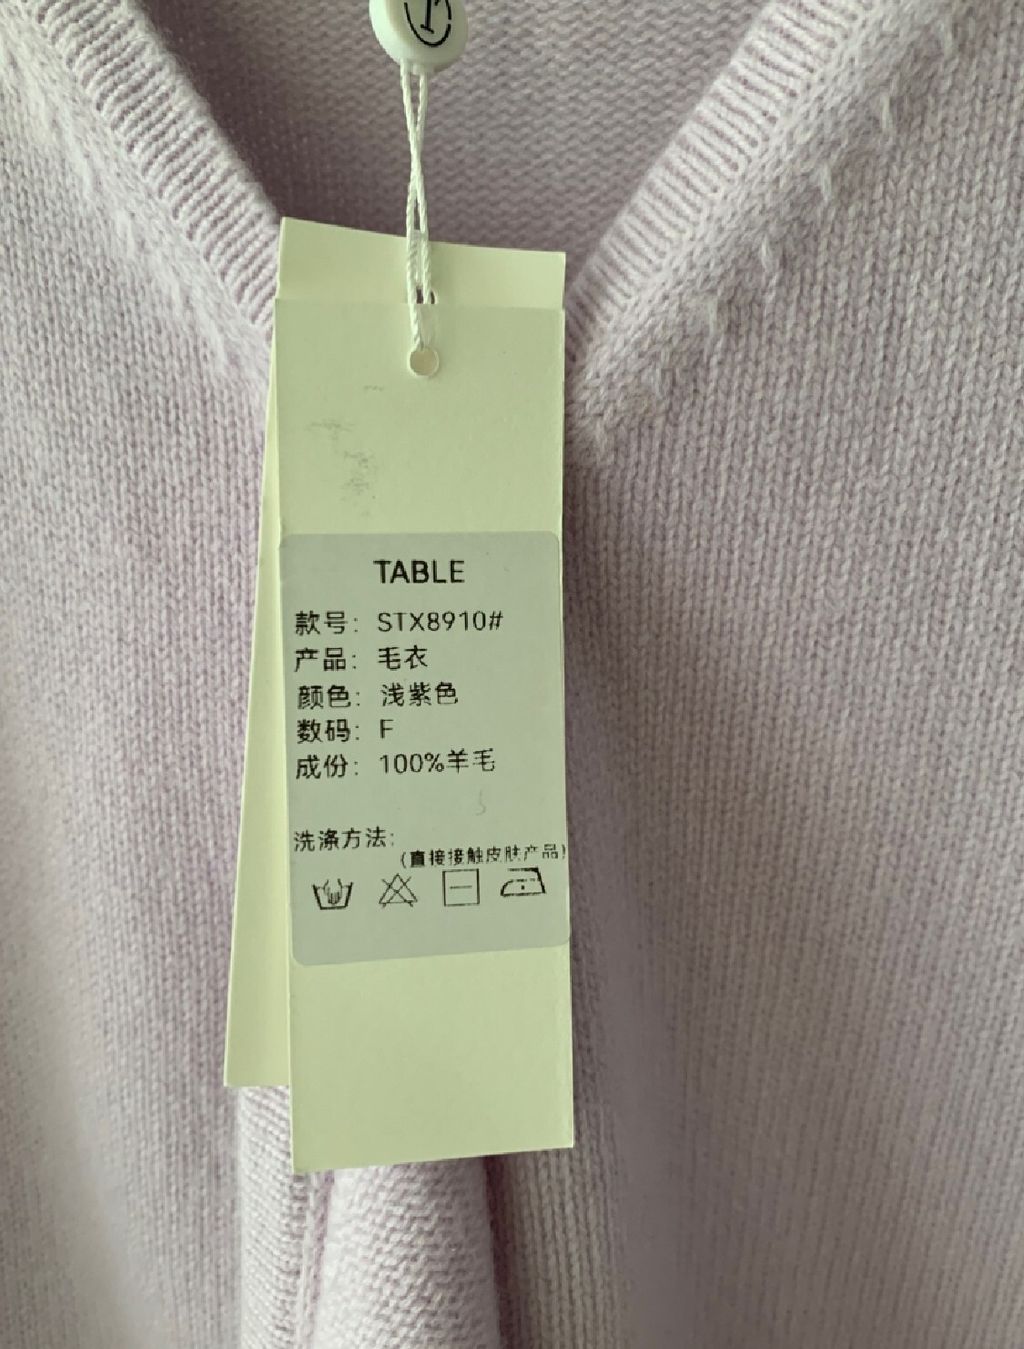 TABLE
款号：STX8910#
产品：毛衣
颜色：浅紫色
数码：F
成份：100%羊毛
洗涤方法：
(直接接触皮肤产品)